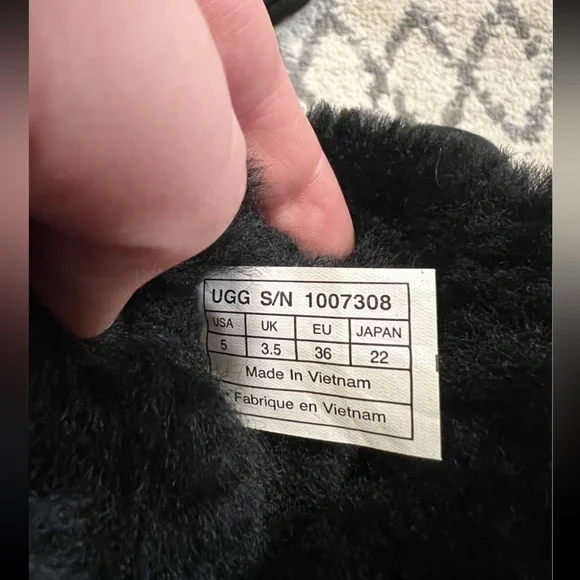 UGG S/N 1007308
USA UK EU JAPAN
5 3.5 36 22
Made In Vietnam
Fabrique en Vietnam